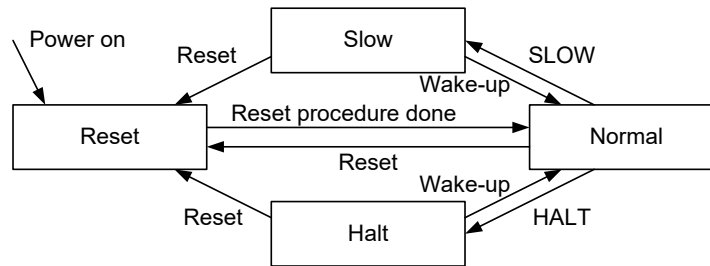 Power on
Slow
Reset
SLOW
Wake-up
Reset
Reset procedure done
Normal
Reset
Wake-up
Reset
Halt
HALT